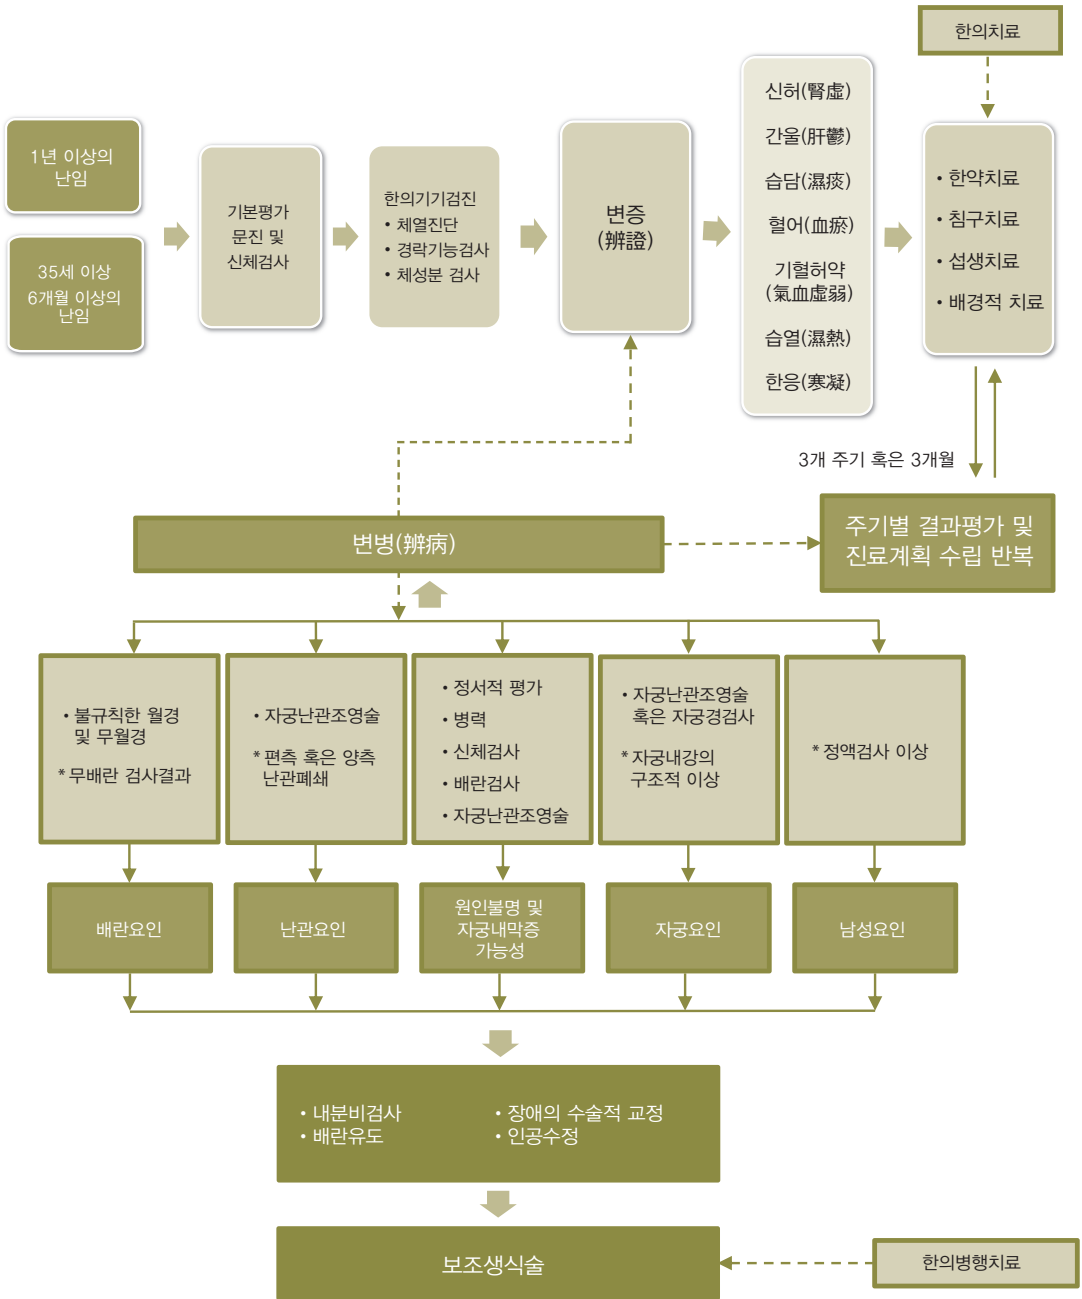 한의치료
1년 이상의
난임
35세 이상
6개월 이상의
난임
기본평가
문진 및
신체검사
한의기기검진
• 체열진단
• 경락기능검사
• 체성분 검사
변증
(辨證)
신허(腎虛)
간울(肝鬱)
습담(濕痰)
혈어(血瘀)
기혈허약
(氣血虛弱)
습열(濕熱)
한응(寒凝)
• 한약치료
• 침구치료
• 섭생치료
• 배경적 치료
3개 주기 혹은 3개월
변병(辨病)
주기별 결과평가 및
진료계획 수립 반복
• 불규칙한 월경
및 무월경
* 무배란 검사결과
• 자궁난관조영술
* 편측 혹은 양측
난관폐쇄
• 정서적 평가
• 병력
• 신체검사
• 배란검사
• 자궁난관조영술
• 자궁난관조영술
혹은 자궁경검사
* 자궁내강의
구조적 이상
* 정액검사 이상
배란요인
난관요인
원인불명 및
자궁내막증
가능성
자궁요인
남성요인
• 내분비검사
• 배란유도
• 장애의 수술적 교정
• 인공수정
보조생식술
한의병행치료